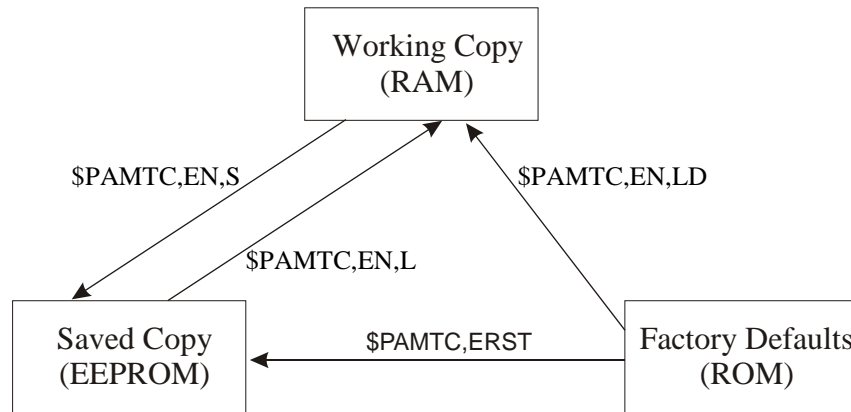 Working Copy
(RAM)
$PAMTC,EN,S
$PAMTC,EN,LD
$PAMTC,EN,L
Saved Copy
(EEPROM)
$PAMTC,ERST
Factory Defaults
(ROM)